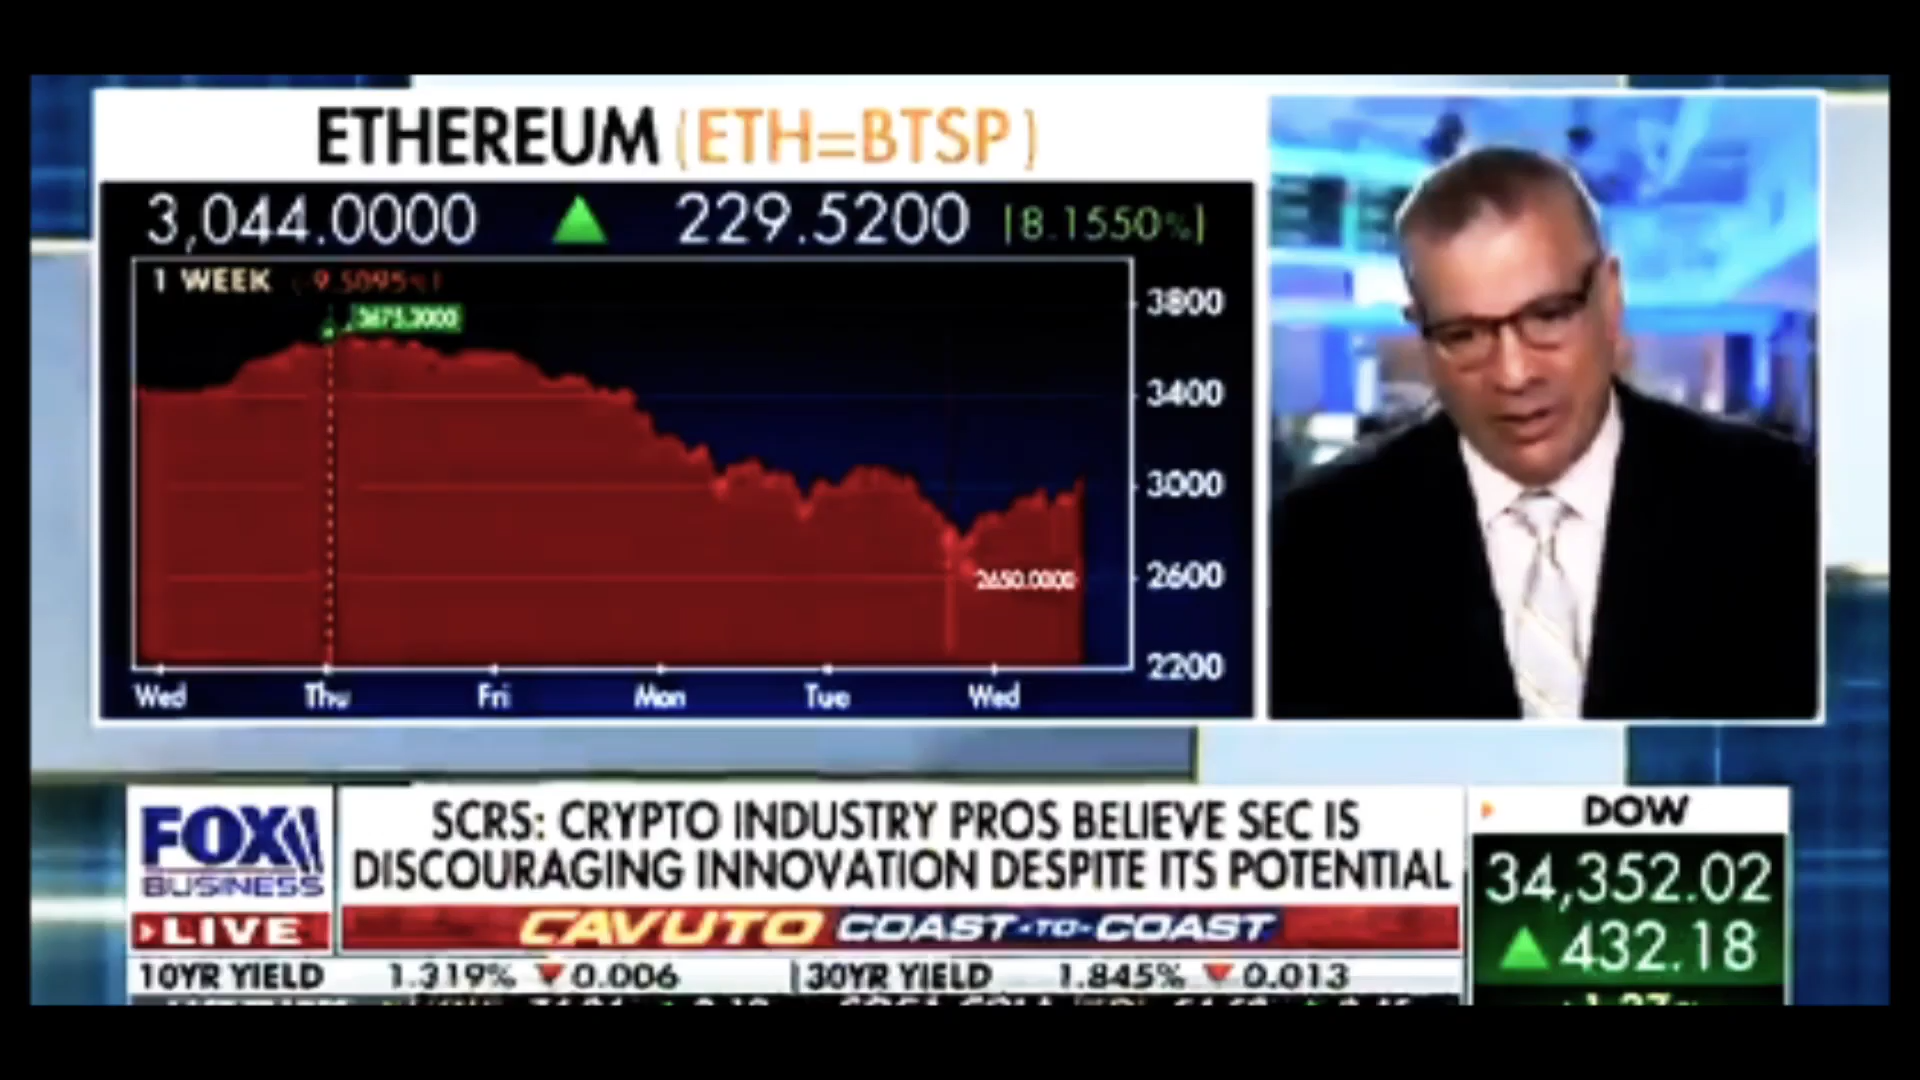 ETHEREUM (ETH=BTSP)
3,044.0000 ▲ 229.5200 [8.1550%]
1 WEEK
3675.3000
3800
3400
3000
2600
2200
2650.0000
Wed Thu Fri Mon Tue Wed
FOX
BUSINESS
LIVE
SCRS: CRYPTO INDUSTRY PROS BELIEVE SEC IS
DISCOURAGING INNOVATION DESPITE ITS POTENTIAL
CAVUTO COAST-TO-COAST
10YR YIELD 1.319% ▼ 0.006 30YR YIELD 1.845% ▼ 0.013
DOW
34,352.02
▲ 432.18